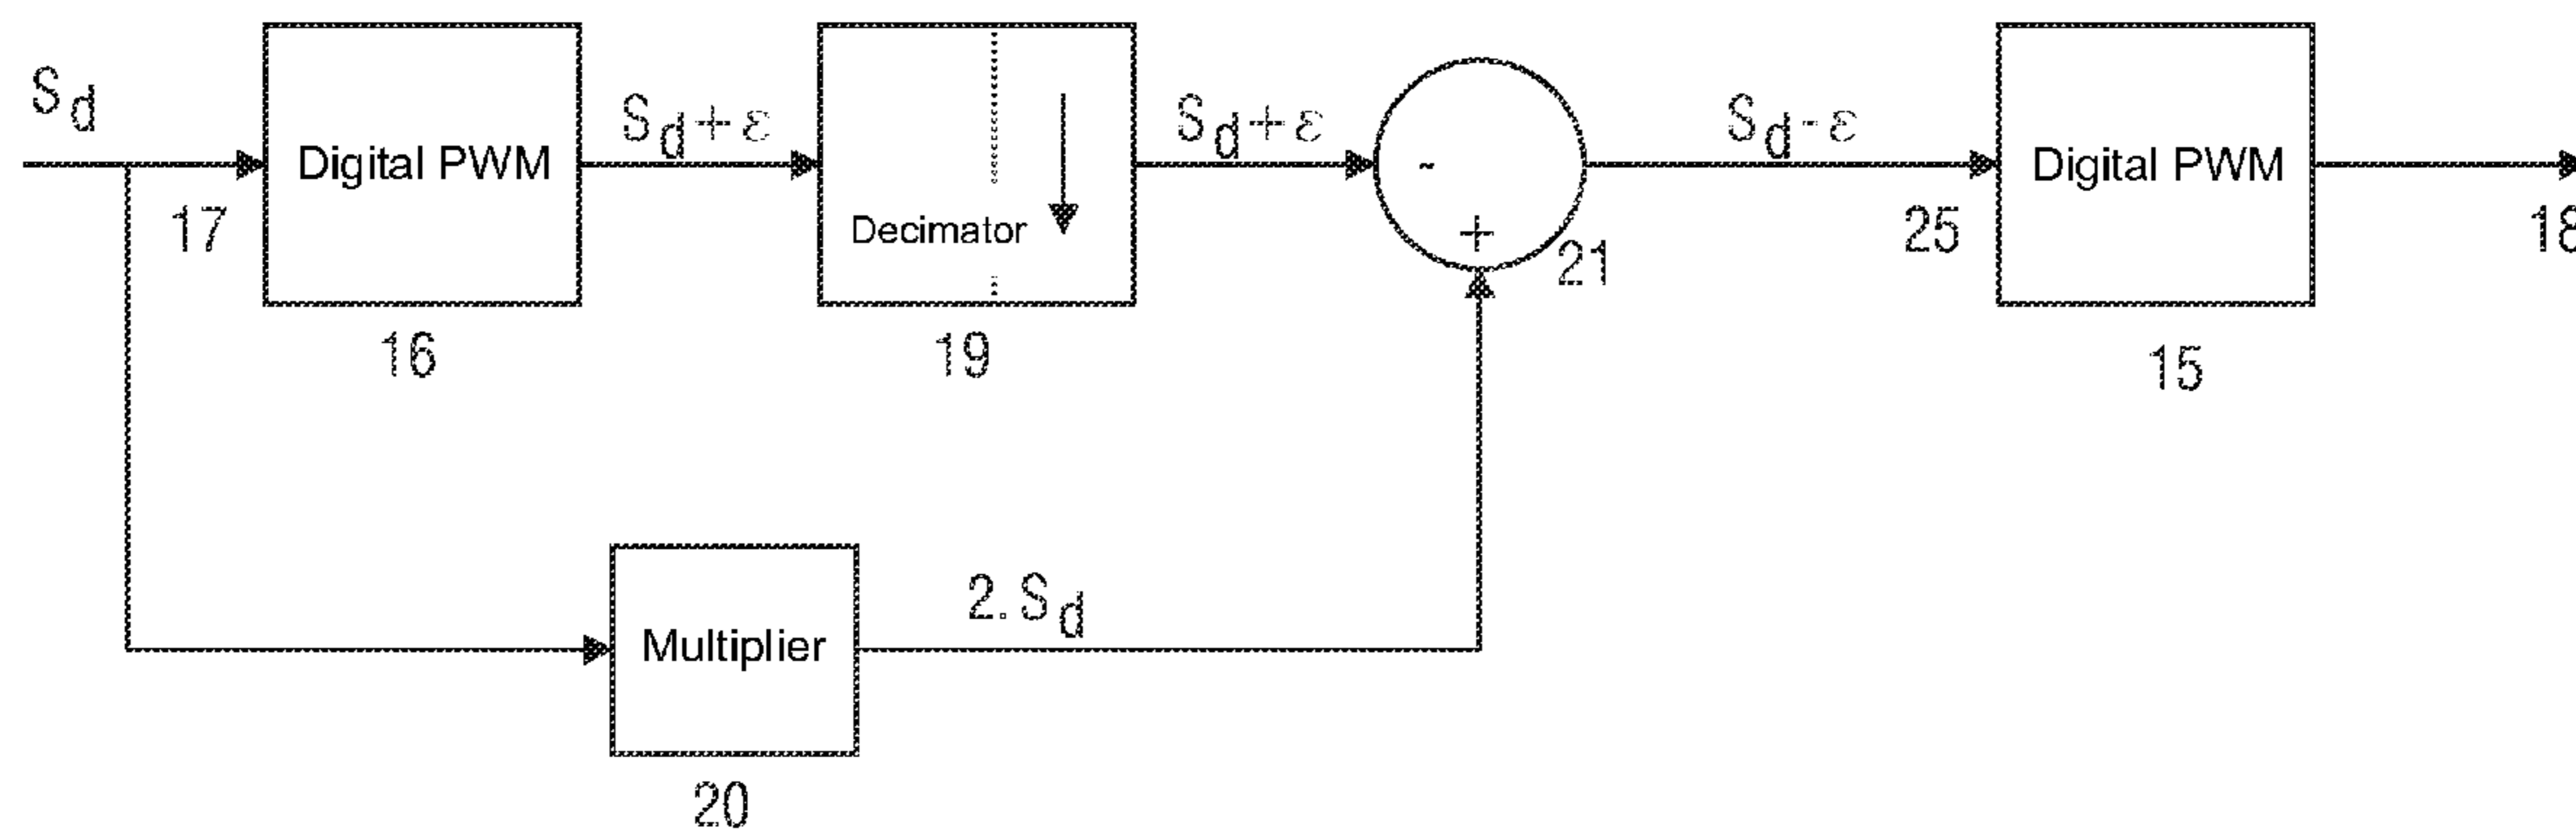 Sd
Digital PWM
Sd+ε
Decimator
Sd+ε
-
+
Sd-ε
Digital PWM
17
16
19
21
25
15
18
Multiplier
2.Sd
20